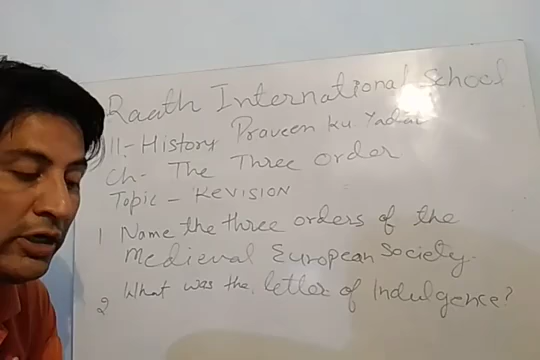 Raath International School
11- History Praveen Ku Yadav
Ch- The Three order
Topic - Revision
1 Name the three orders of the
Medieval European Society.
2 What was the letter of Indulgence?